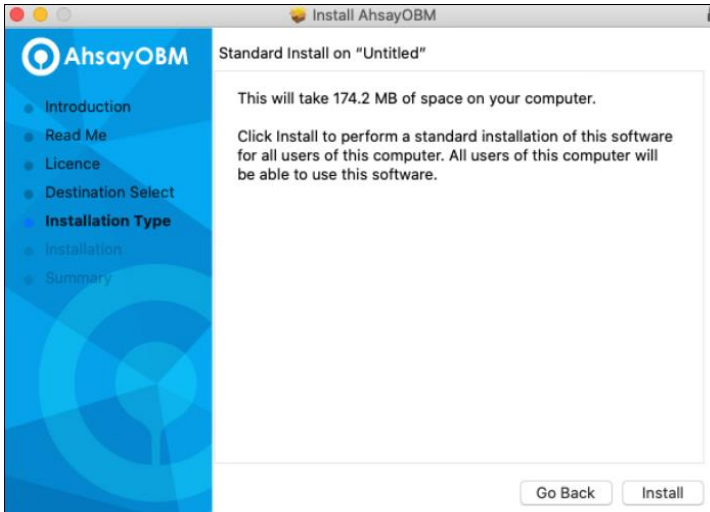 Install AhsayOBM
AhsayOBM
Standard Install on “Untitled”
Introduction
Read Me
Licence
Destination Select
Installation Type
Installation
Summary
This will take 174.2 MB of space on your computer.
Click Install to perform a standard installation of this software
for all users of this computer. All users of this computer will
be able to use this software.
Go Back
Install